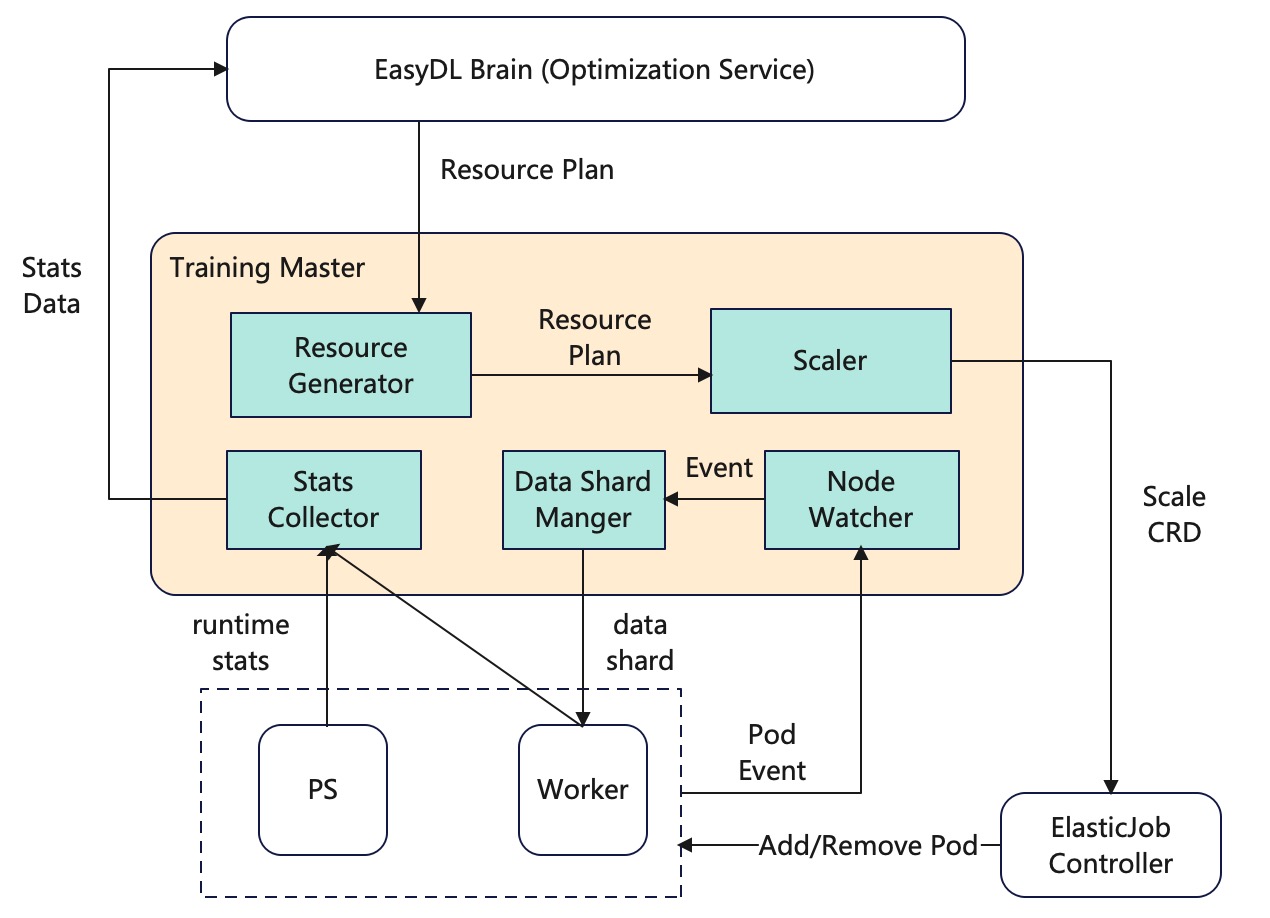 EasyDL Brain (Optimization Service)
Resource Plan
Stats
Data
Training Master
Resource
Generator
Resource
Plan
Scaler
Stats
Collector
Data Shard
Manger
Event
Node
Watcher
Scale
CRD
runtime
stats
data
shard
PS
Worker
Pod
Event
Add/Remove Pod
ElasticJob
Controller